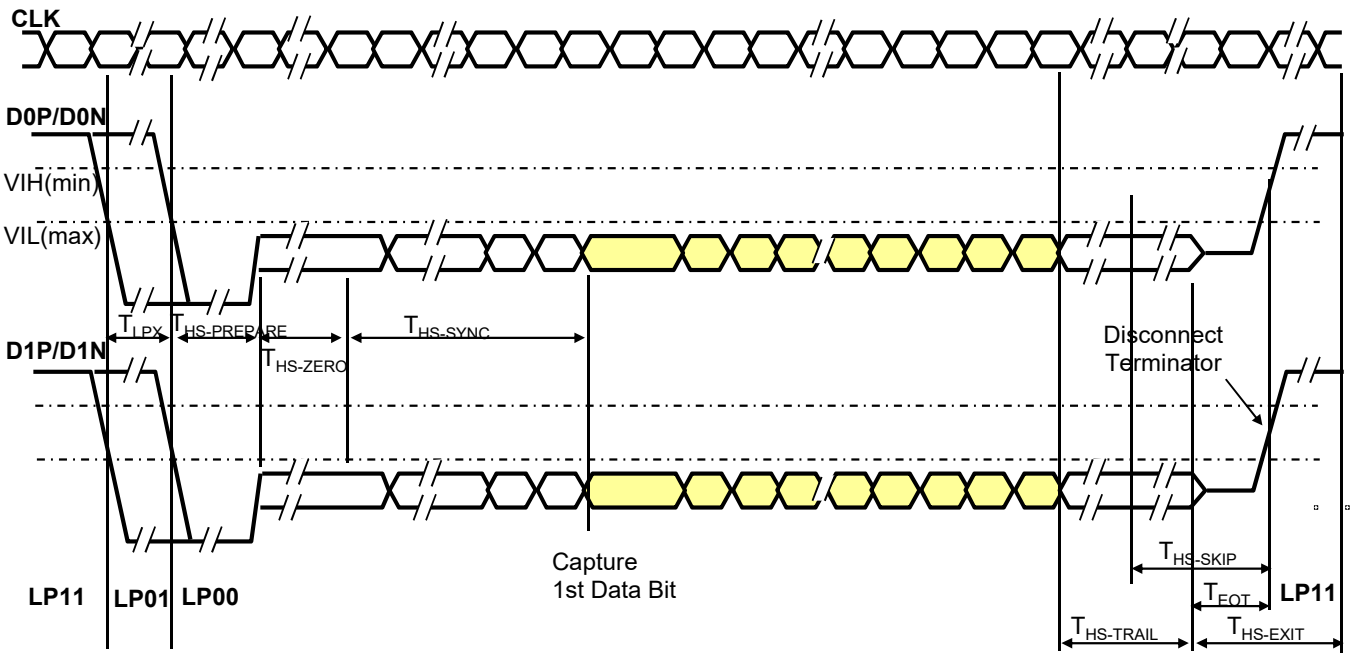 CLK
D0P/D0N
VIH(min)
VIL(max)
TLPX
THS-PREPARE
THS-SYNC
THS-ZERO
Disconnect
Terminator
D1P/D1N
Capture
1st Data Bit
THS-SKIP
LP11
LP01
LP00
TEOT
LP11
THS-TRAIL
THS-EXIT